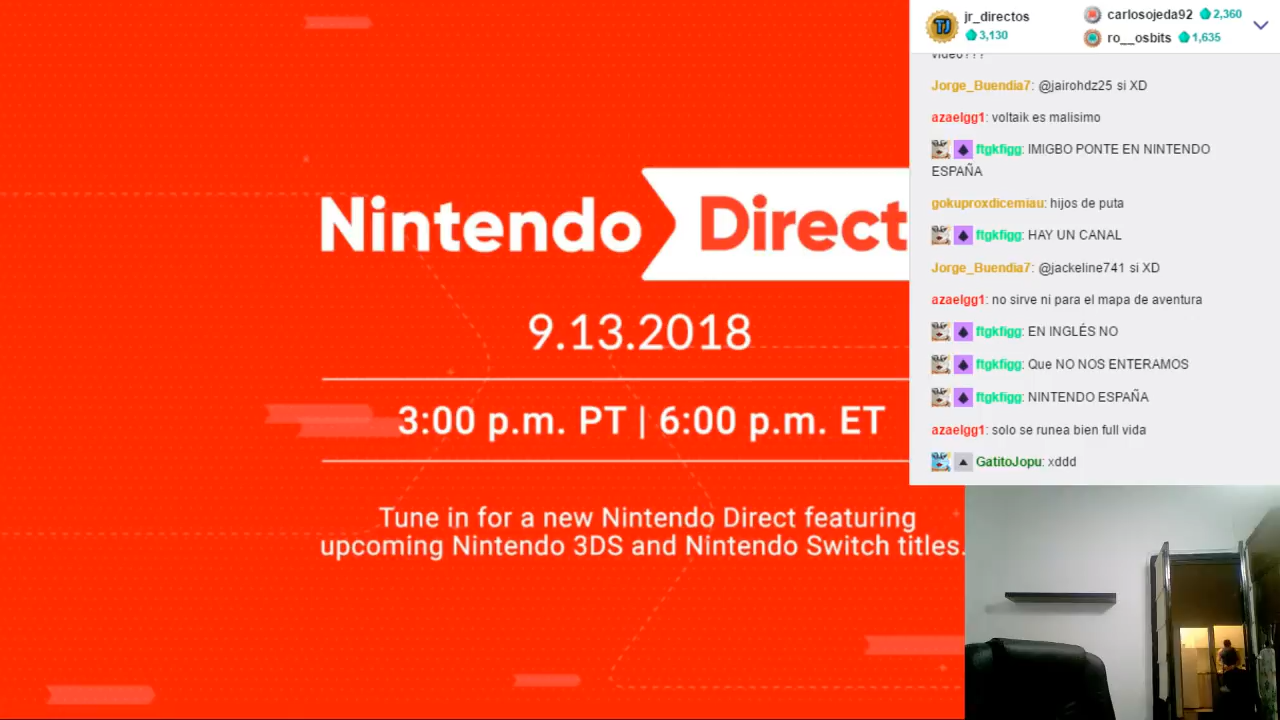 Nintendo Direct
9.13.2018
3:00 p.m. PT | 6:00 p.m. ET
Tune in for a new Nintendo Direct featuring
upcoming Nintendo 3DS and Nintendo Switch titles.
TJ
jr_directos
3,130
carlosojeda92 2,360
ro__osbits 1,635
video???
Jorge_Buendia7: @jairohdz25 si XD
azaelgg1: voltaik es malisimo
ftgkfigg: IMIGBO PONTE EN NINTENDO
ESPAÑA
gokuproxdicemiau: hijos de puta
ftgkfigg: HAY UN CANAL
Jorge_Buendia7: @jackeline741 si XD
azaelgg1: no sirve ni para el mapa de aventura
ftgkfigg: EN INGLÉS NO
ftgkfigg: Que NO NOS ENTERAMOS
ftgkfigg: NINTENDO ESPAÑA
azaelgg1: solo se runea bien full vida
GatitoJopu: xddd